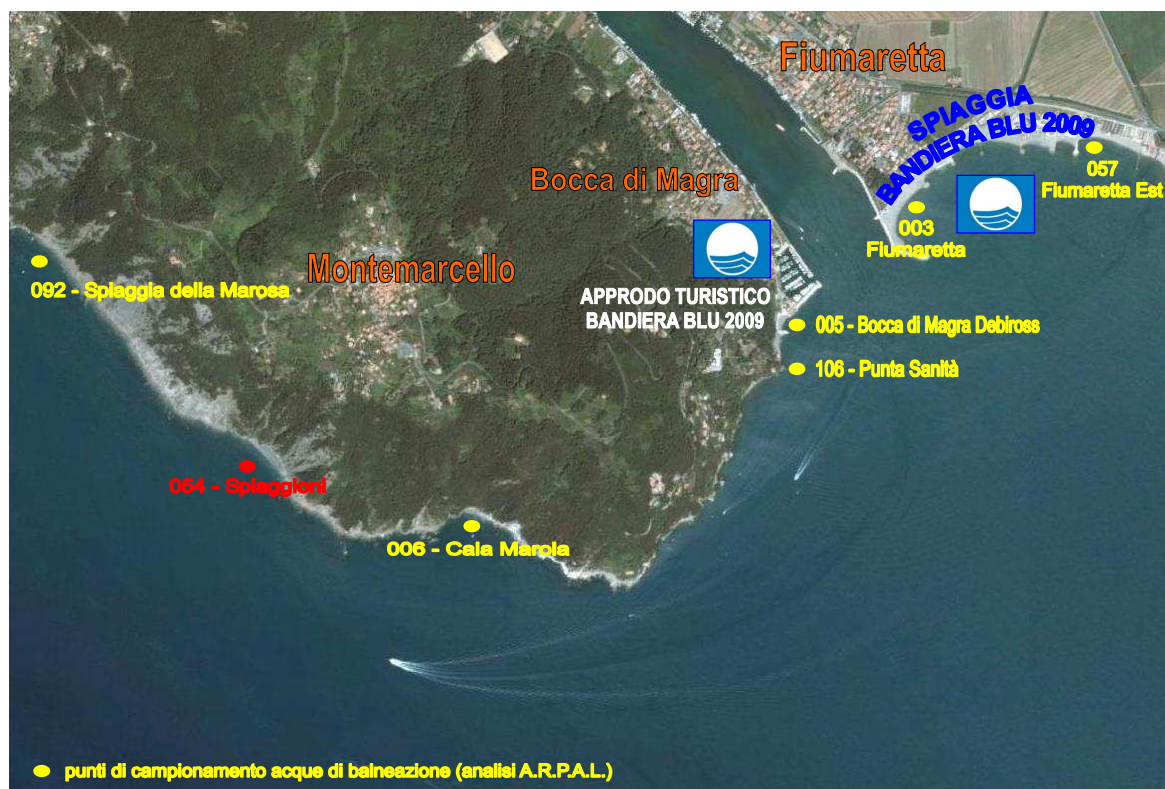 Fiumaretta
SPIAGGIA
BANDIERA BLU 2009
057
Fiumaretta Est
Bocca di Magra
003
Fiumaretta
Montemarcello
092 - Spiaggia della Marosa
APPRODO TURISTICO
BANDIERA BLU 2009
005 - Bocca di Magra Debiross
106 - Punta Sanità
054 - Spiaggioni
006 - Cala Marola
punti di campionamento acque di balneazione (analisi A.R.P.A.L.)